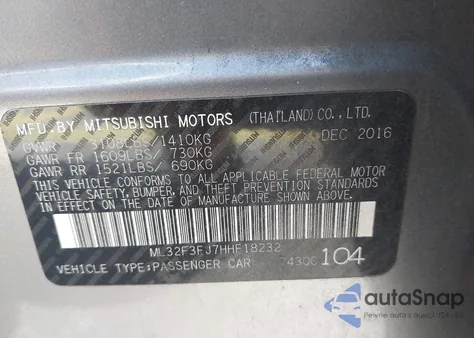 MFD.BY MITSUBISHI MOTORS (THAILAND) CO., LTD.
GVWR 3108LBS/1410KG DEC 2016
GAWR FR 1609LBS/ 730KG
GAWR RR 1521LBS/ 690KG
THIS VEHICLE CONFORMS TO ALL APPLICABLE FEDERAL MOTOR
VEHICLE SAFETY, BUMPER, AND THEFT PREVENTION STANDARDS IN
EFFECT ON THE DATE OF MANUFACTURE SHOWN ABOVE.
ML32F3FJ7HHF18232
VEHICLE TYPE:PASSENGER CAR 7430C 104
autoSnap